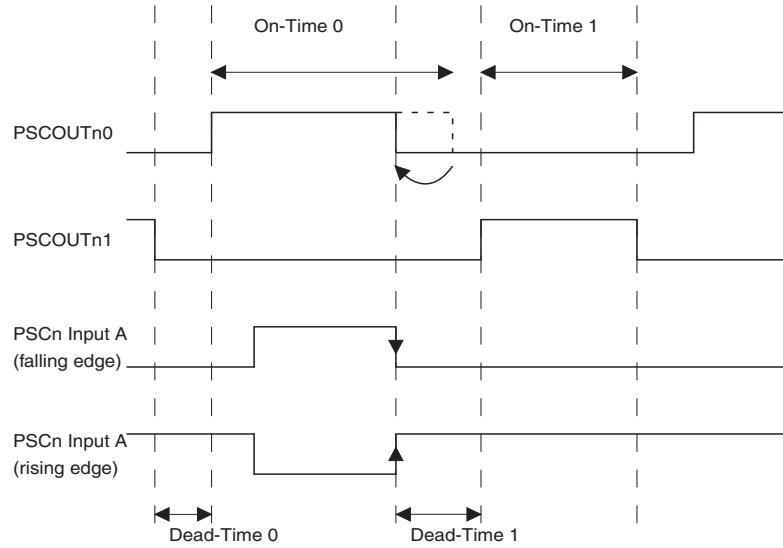 On-Time 0
On-Time 1
PSCOUTn0
PSCOUTn1
PSCn Input A
(falling edge)
PSCn Input A
(rising edge)
Dead-Time 0
Dead-Time 1